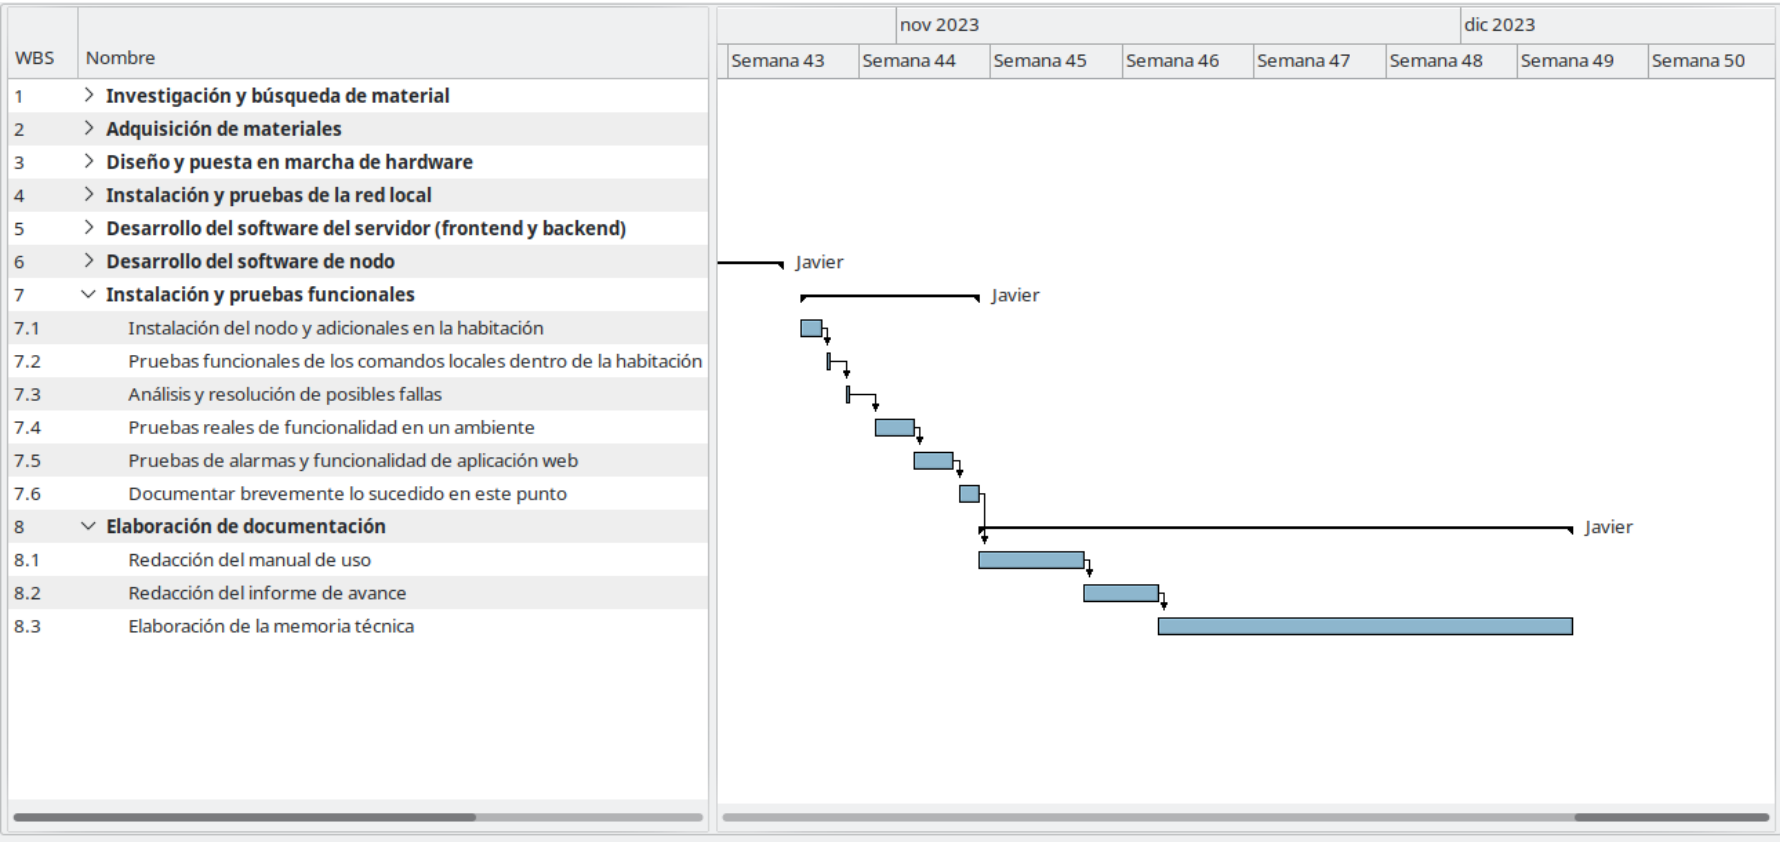 nov 2023
dic 2023
WBS Nombre
Semana 43 Semana 44 Semana 45 Semana 46 Semana 47 Semana 48 Semana 49 Semana 50
1 Investigación y búsqueda de material
2 Adquisición de materiales
3 Diseño y puesta en marcha de hardware
4 Instalación y pruebas de la red local
5 Desarrollo del software del servidor (frontend y backend)
6 Desarrollo del software de nodo Javier
7 Instalación y pruebas funcionales Javier
7.1 Instalación del nodo y adicionales en la habitación
7.2 Pruebas funcionales de los comandos locales dentro de la habitación
7.3 Análisis y resolución de posibles fallas
7.4 Pruebas reales de funcionalidad en un ambiente
7.5 Pruebas de alarmas y funcionalidad de aplicación web
7.6 Documentar brevemente lo sucedido en este punto
8 Elaboración de documentación Javier
8.1 Redacción del manual de uso
8.2 Redacción del informe de avance
8.3 Elaboración de la memoria técnica